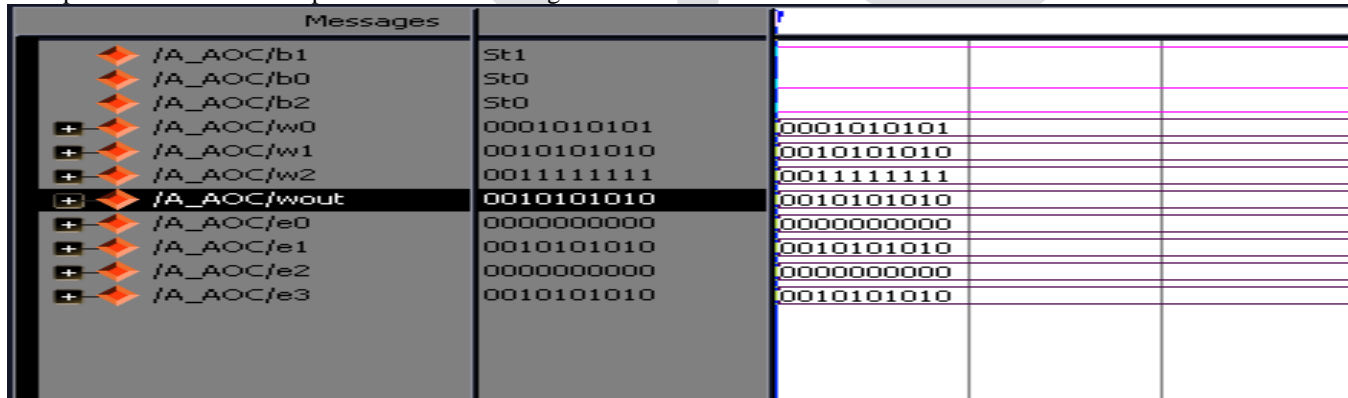 Messages
/A_AOC/b1 St1
/A_AOC/b0 St0
/A_AOC/b2 St0
/A_AOC/w0 0001010101 0001010101
/A_AOC/w1 0010101010 0010101010
/A_AOC/w2 0011111111 0011111111
/A_AOC/wout 0010101010 0010101010
/A_AOC/e0 0000000000 0000000000
/A_AOC/e1 0010101010 0010101010
/A_AOC/e2 0000000000 0000000000
/A_AOC/e3 0010101010 0010101010